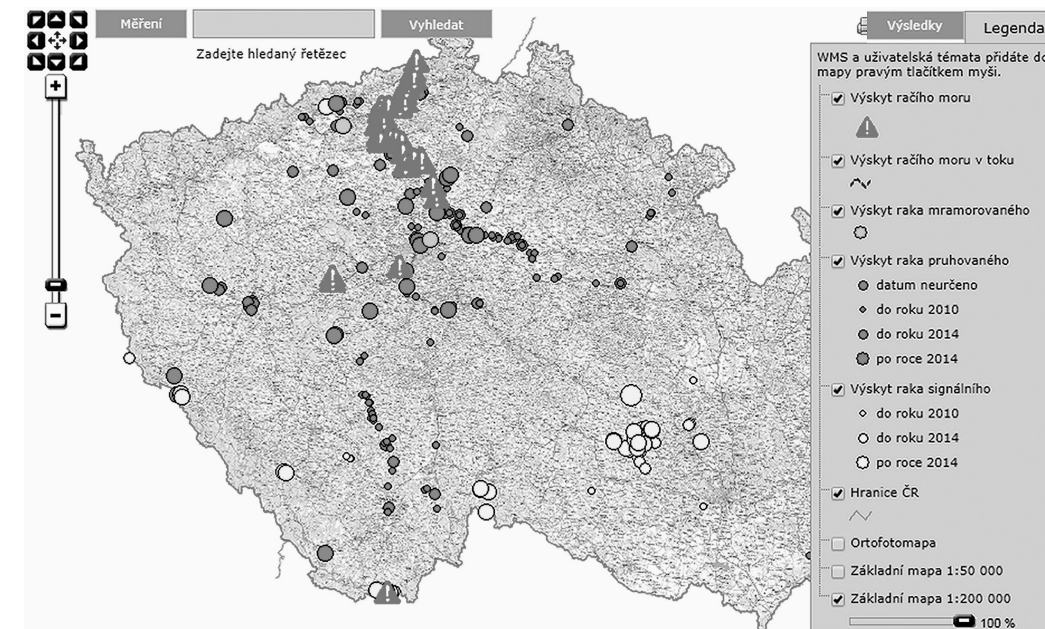 Měření
Vyhledat
Zadejte hledaný řetězec
Výsledky
Legenda
WMS a uživatelská témata přidáte do
mapy pravým tlačítkem myši.
Výskyt račího moru
Výskyt račího moru v toku
Výskyt raka mramorovaného
Výskyt raka pruhovaného
datum neurčeno
do roku 2010
do roku 2014
po roce 2014
Výskyt raka signálního
do roku 2010
do roku 2014
po roce 2014
Hranice ČR
Ortofotomapa
Základní mapa 1:50 000
Základní mapa 1:200 000
100 %